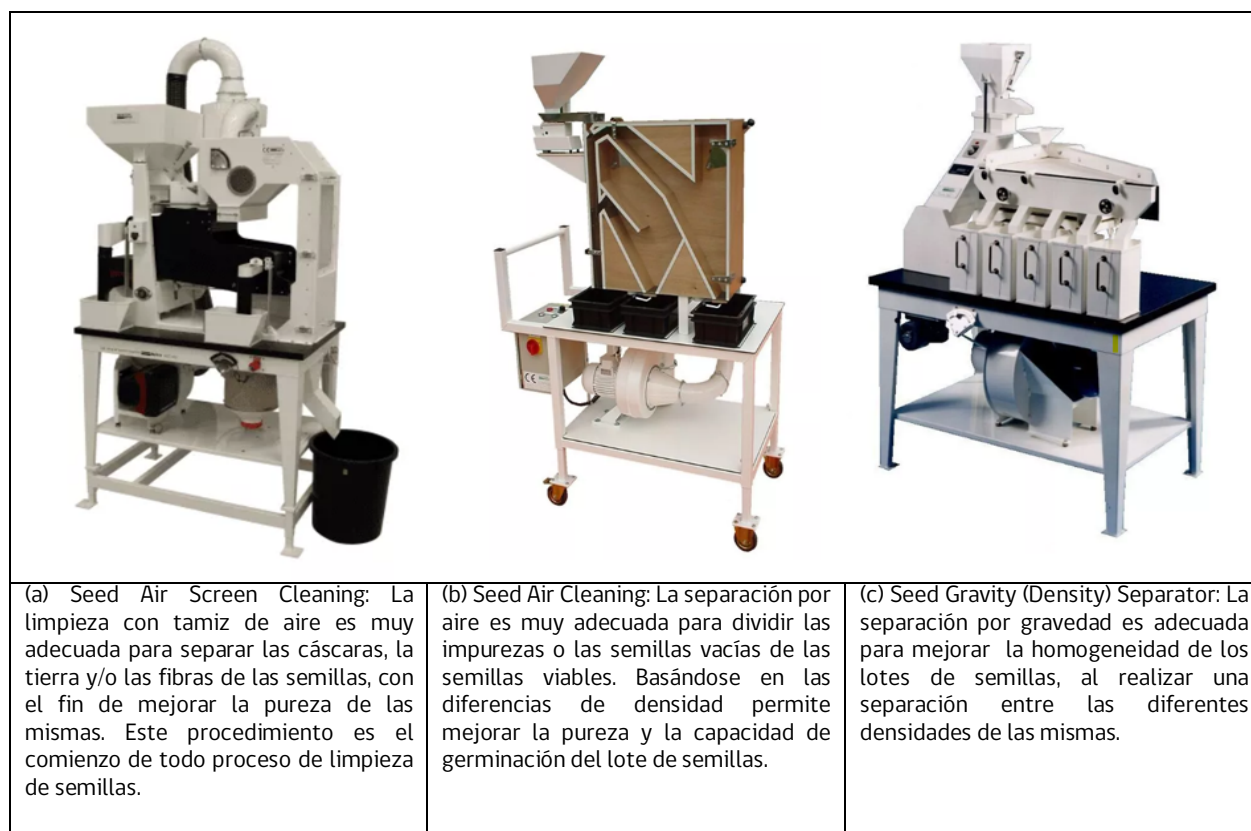 (a) Seed Air Screen Cleaning: La
limpieza con tamiz de aire es muy
adecuada para separar las cáscaras, la
tierra y/o las fibras de las semillas, con
el fin de mejorar la pureza de las
mismas. Este procedimiento es el
comienzo de todo proceso de limpieza
de semillas.
(b) Seed Air Cleaning: La separación por
aire es muy adecuada para dividir las
impurezas o las semillas vacías de las
semillas viables. Basándose en las
diferencias de densidad permite
mejorar la pureza y la capacidad de
germinación del lote de semillas.
(c) Seed Gravity (Density) Separator: La
separación por gravedad es adecuada
para mejorar la homogeneidad de los
lotes de semillas, al realizar una
separación entre las diferentes
densidades de las mismas.